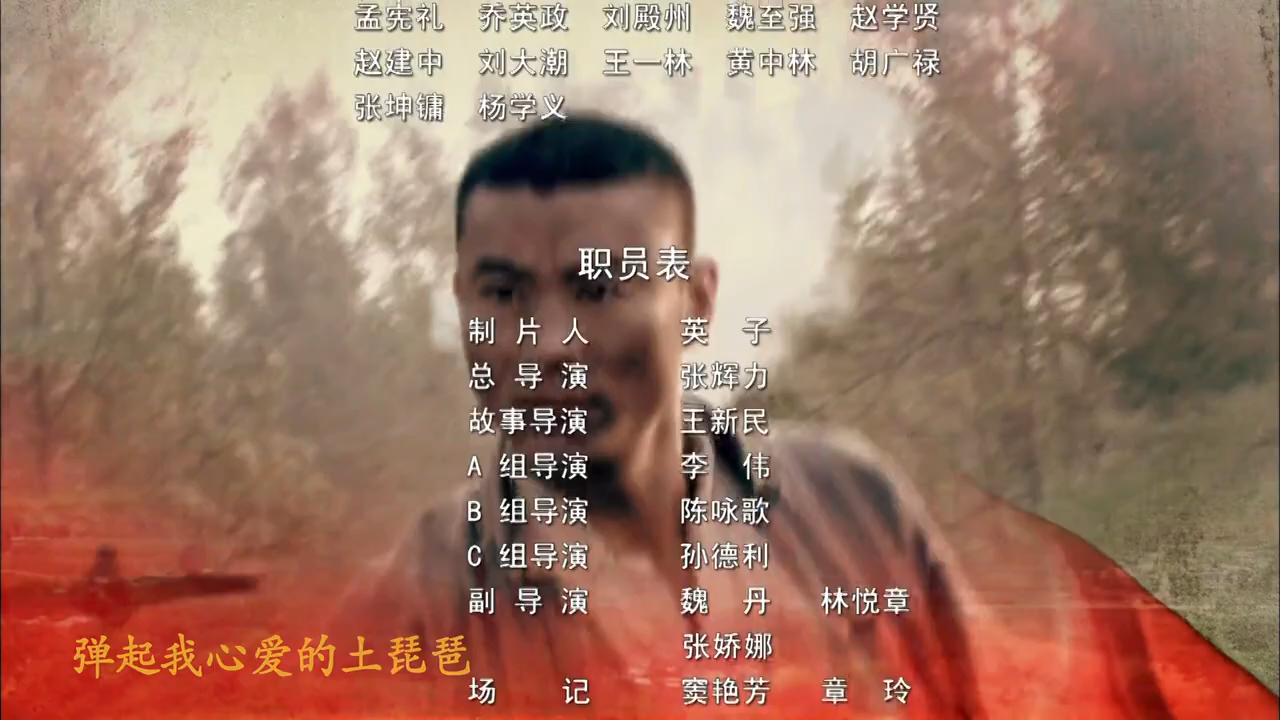 孟宪礼 乔英政 刘殿州 魏至强 赵学贤
赵建中 刘大潮 王一林 黄中林 胡广禄
张坤镛 杨学义
职员表
制片人 英子
总导演 张辉力
故事导演 王新民
A 组导演 李伟
B 组导演 陈咏歌
C 组导演 孙德利
副导演 魏丹 林悦章
张娇娜
弹起我心爱的土琵琶
场记 窦艳芳 章玲